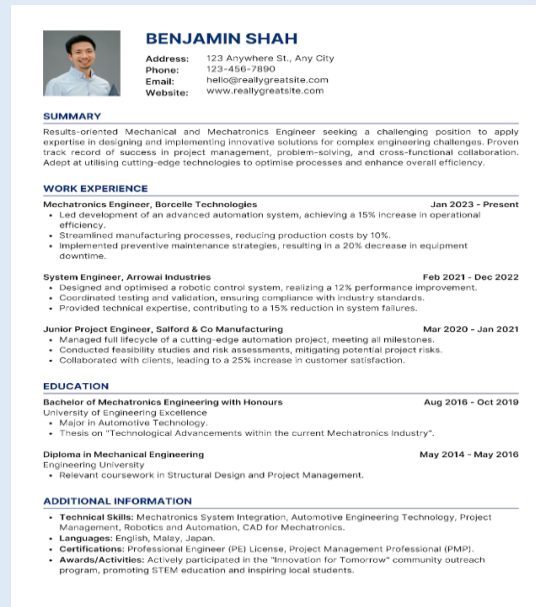 BENJAMIN SHAH
Address: 123 Anywhere St., Any City
Phone: 123-456-7890
Email: hello@reallygreatsite.com
Website: www.reallygreatsite.com
SUMMARY
Results-oriented Mechanical and Mechatronics Engineer seeking a challenging position to apply
expertise in designing and implementing innovative solutions for complex engineering challenges. Proven
track record of success in project management, problem-solving, and cross-functional collaboration.
Adept at utilising cutting-edge technologies to optimise processes and enhance overall efficiency.
WORK EXPERIENCE
Mechatronics Engineer, Borcelle Technologies Jan 2023 - Present
• Led development of an advanced automation system, achieving a 15% increase in operational
efficiency.
• Streamlined manufacturing processes, reducing production costs by 10%.
• Implemented preventive maintenance strategies, resulting in a 20% decrease in equipment
downtime.
System Engineer, Arrowai Industries Feb 2021 - Dec 2022
• Designed and optimised a robotic control system, realizing a 12% performance improvement.
• Coordinated testing and validation, ensuring compliance with industry standards.
• Provided technical expertise, contributing to a 15% reduction in system failures.
Junior Project Engineer, Salford & Co Manufacturing Mar 2020 - Jan 2021
• Managed full lifecycle of a cutting-edge automation project, meeting all milestones.
• Conducted feasibility studies and risk assessments, mitigating potential project risks.
• Collaborated with clients, leading to a 25% increase in customer satisfaction.
EDUCATION
Bachelor of Mechatronics Engineering with Honours Aug 2016 - Oct 2019
University of Engineering Excellence
• Major in Automotive Technology.
• Thesis on "Technological Advancements within the current Mechatronics Industry".
Diploma in Mechanical Engineering May 2014 - May 2016
Engineering University
• Relevant coursework in Structural Design and Project Management.
ADDITIONAL INFORMATION
• Technical Skills: Mechatronics System Integration, Automotive Engineering Technology, Project
Management, Robotics and Automation, CAD for Mechatronics.
• Languages: English, Malay, Japan.
• Certifications: Professional Engineer (PE) License, Project Management Professional (PMP).
• Awards/Activities: Actively participated in the "Innovation for Tomorrow" community outreach
program, promoting STEM education and inspiring local students.